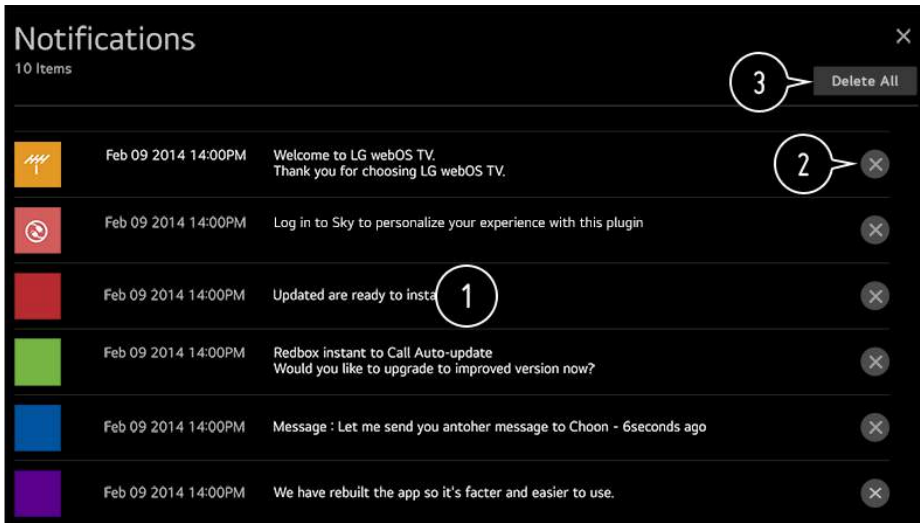 Notifications
10 Items
3
Delete All
Feb 09 2014 14:00PM
Welcome to LG webOS TV.
Thank you for choosing LG webOS TV.
2
Feb 09 2014 14:00PM
Log in to Sky to personalize your experience with this plugin
Feb 09 2014 14:00PM
Updated are ready to insta
1
Feb 09 2014 14:00PM
Redbox instant to Call Auto-update
Would you like to upgrade to improved version now?
Feb 09 2014 14:00PM
Message : Let me send you antoher message to Choon - 6seconds ago
Feb 09 2014 14:00PM
We have rebuilt the app so it's facter and easier to use.